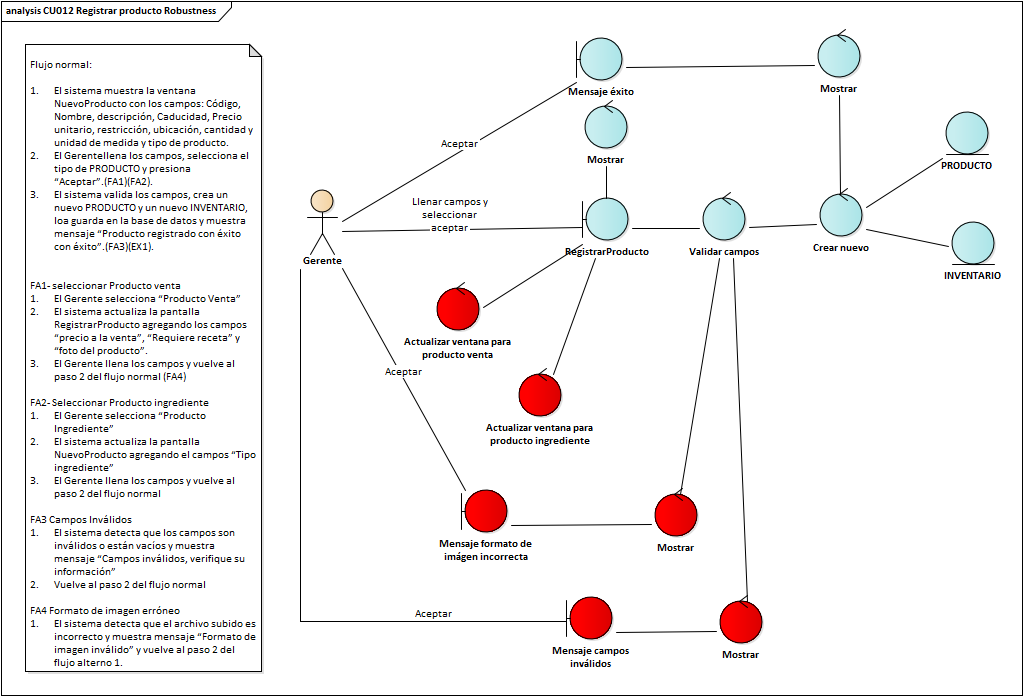 analysis CU012 Registrar producto Robustness
Flujo normal:
1. El sistema muestra la ventana
NuevoProducto con los campos: Código,
Nombre, descripción, Caducidad, Precio
unitario, restricción, ubicación, cantidad y
unidad de medida y tipo de producto.
2. El Gerentellena los campos, selecciona el
tipo de PRODUCTO y presiona
“Aceptar”.(FA1)(FA2).
3. El sistema valida los campos, crea un
nuevo PRODUCTO y un nuevo INVENTARIO,
loa guarda en la base de datos y muestra
mensaje “Producto registrado con éxito
con éxito”.(FA3)(EX1).
FA1- seleccionar Producto venta
1. El Gerente selecciona “Producto Venta”
2. El sistema actualiza la pantalla
RegistrarProducto agregando los campos
“precio a la venta”, “Requiere receta” y
“foto del producto”.
3. El Gerente llena los campos y vuelve al
paso 2 del flujo normal (FA4)
FA2- Seleccionar Producto ingrediente
1. El Gerente selecciona “Producto
Ingrediente”
2. El sistema actualiza la pantalla
NuevoProducto agregando el campos “Tipo
ingrediente”
3. El Gerente llena los campos y vuelve al
paso 2 del flujo normal
FA3 Campos Inválidos
1. El sistema detecta que los campos son
inválidos o están vacíos y muestra
mensaje “Campos inválidos, verifique su
información”
2. Vuelve al paso 2 del flujo normal
FA4 Formato de imagen erróneo
1. El sistema detecta que el archivo subido es
incorrecto y muestra mensaje “Formato de
imagen inválido” y vuelve al paso 2 del
flujo alterno 1.
Mensaje éxito
Mostrar
Aceptar
Mostrar
PRODUCTO
Llenar campos y
seleccionar
aceptar
Gerente
RegistrarProducto
Validar campos
Crear nuevo
INVENTARIO
Actualizar ventana para
producto venta
Aceptar
Actualizar ventana para
producto ingrediente
Mensaje formato de
imágen incorrecta
Mostrar
Aceptar
Mensaje campos
inválidos
Mostrar